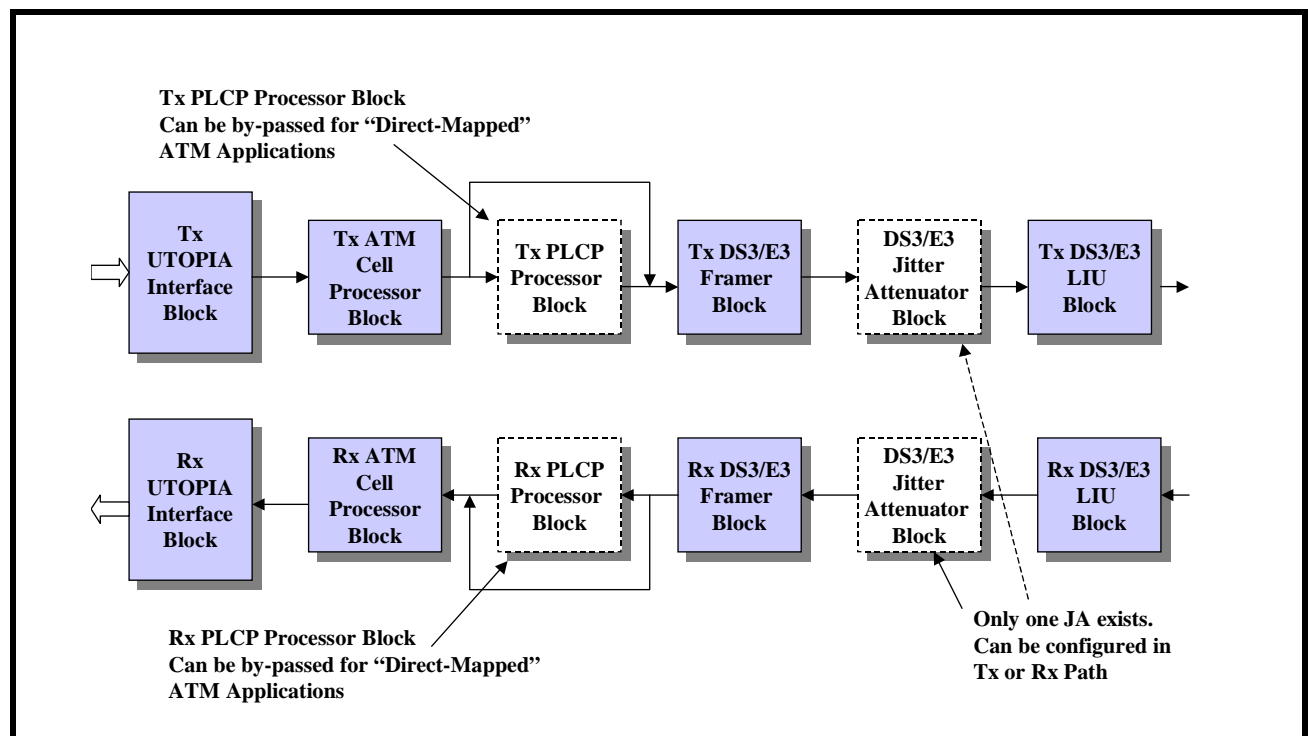 Tx PLCP Processor Block
Can be by-passed for “Direct-Mapped”
ATM Applications
Tx
UTOPIA
Interface
Block
Tx ATM
Cell
Processor
Block
Tx PLCP
Processor
Block
Tx DS3/E3
Framer
Block
DS3/E3
Jitter
Attenuator
Block
Tx DS3/E3
LIU
Block
Rx
UTOPIA
Interface
Block
Rx ATM
Cell
Processor
Block
Rx PLCP
Processor
Block
Rx DS3/E3
Framer
Block
DS3/E3
Jitter
Attenuator
Block
Rx DS3/E3
LIU
Block
Rx PLCP Processor Block
Can be by-passed for “Direct-Mapped”
ATM Applications
Only one JA exists.
Can be configured in
Tx or Rx Path